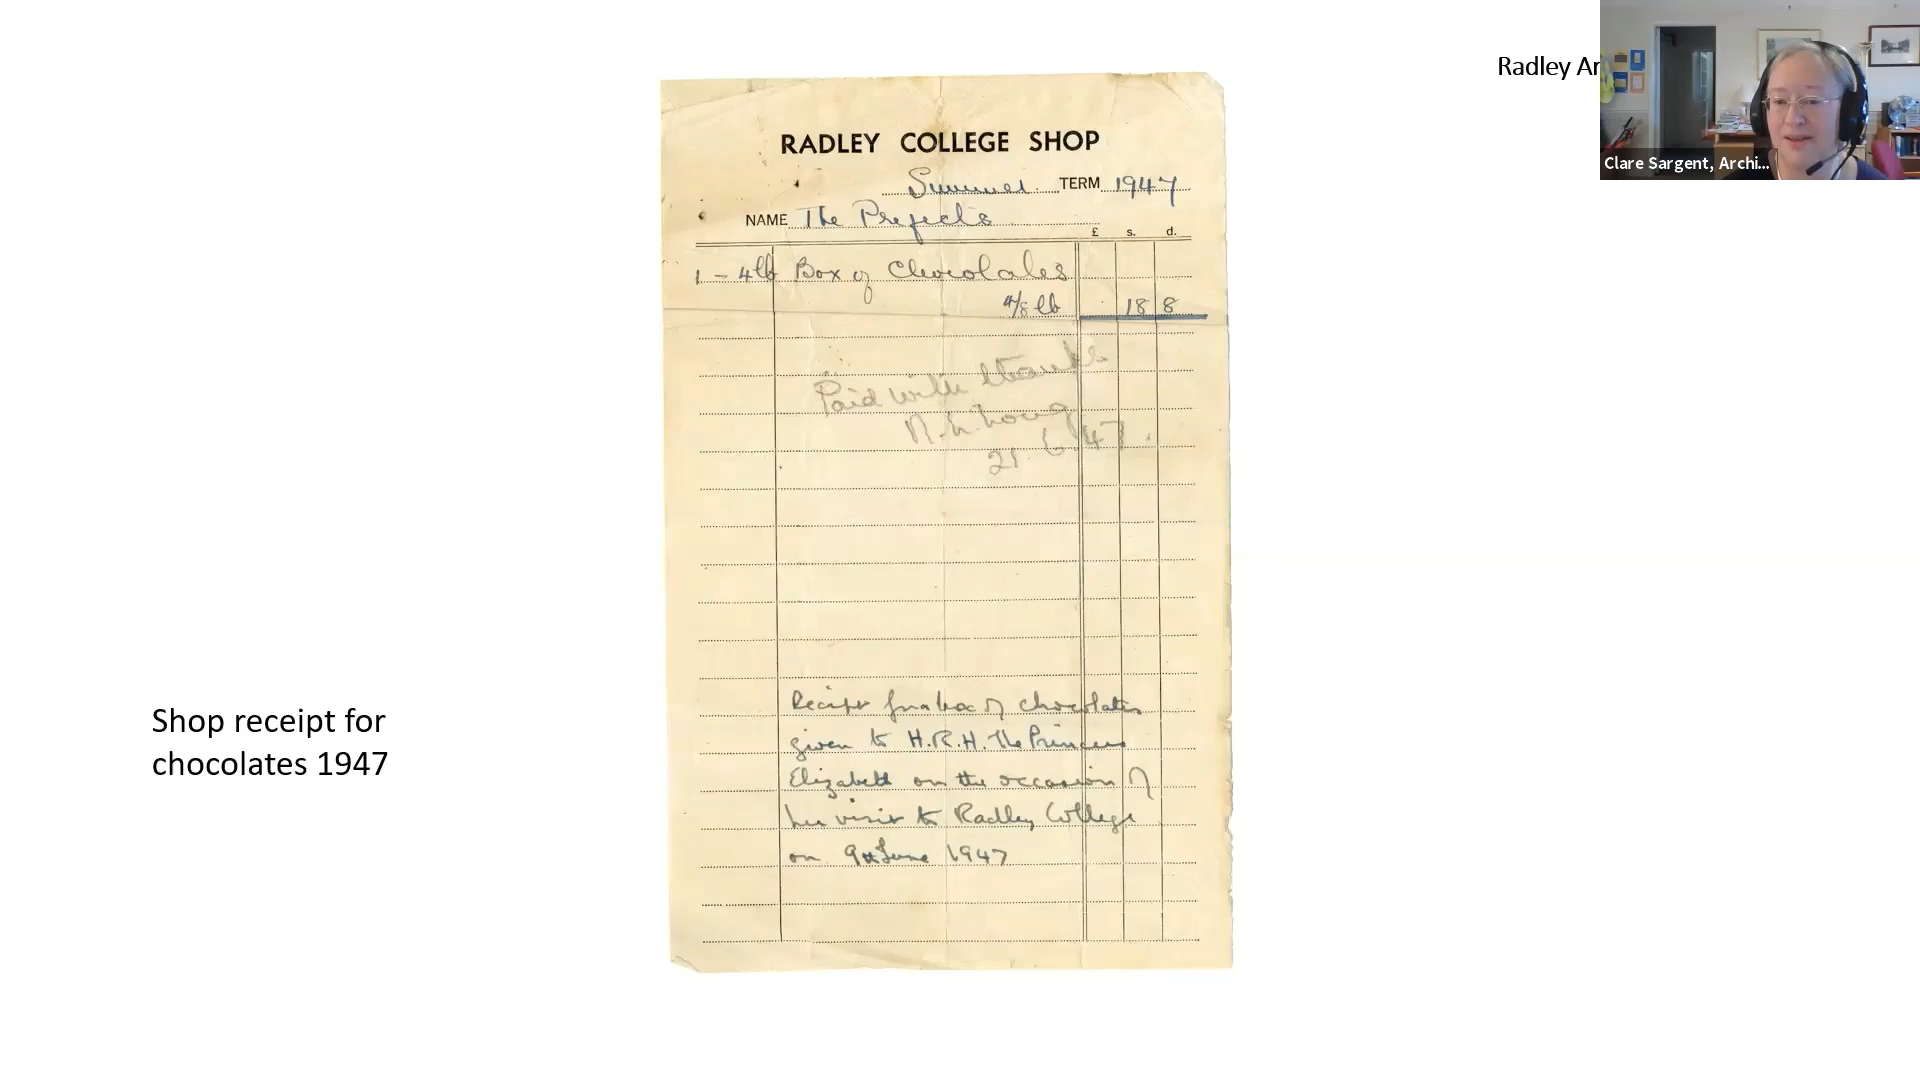 Radley Ar
Clare Sargent, Archi...
RADLEY COLLEGE SHOP
Summer TERM 1947
NAME The Prefects
£ s. d.
1 - 4lb Box of Chocolates
4/8 lb 18 8
Paid with thanks
21.6.47.
Receipt for a box of chocolates
given to H.R.H. The Princess
Elizabeth on the occasion of
her visit to Radley College
on 9th June 1947
Shop receipt for
chocolates 1947